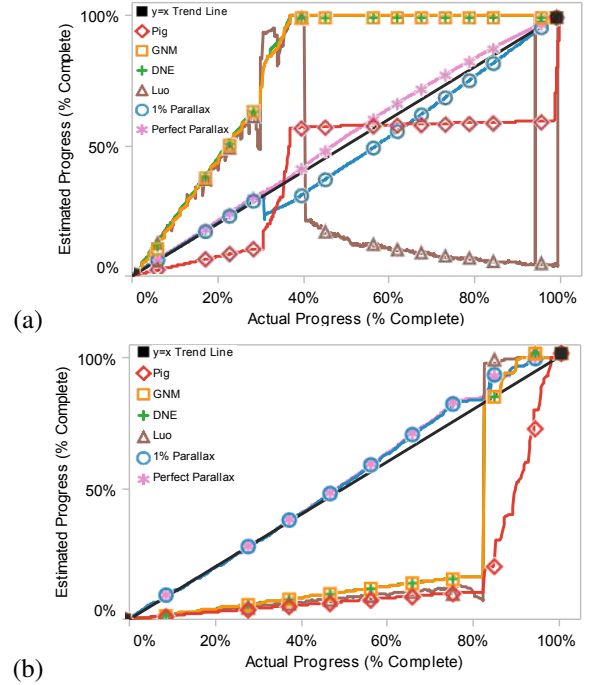 100%
50%
0%
Estimated Progress (% Complete)
y=x Trend Line
Pig
GNM
DNE
Luo
1% Parallax
Perfect Parallax
0%
20%
40%
60%
80%
100%
Actual Progress (% Complete)
(a)
100%
50%
0%
Estimated Progress (% Complete)
y=x Trend Line
Pig
GNM
DNE
Luo
1% Parallax
Perfect Parallax
0%
20%
40%
60%
80%
100%
Actual Progress (% Complete)
(b)